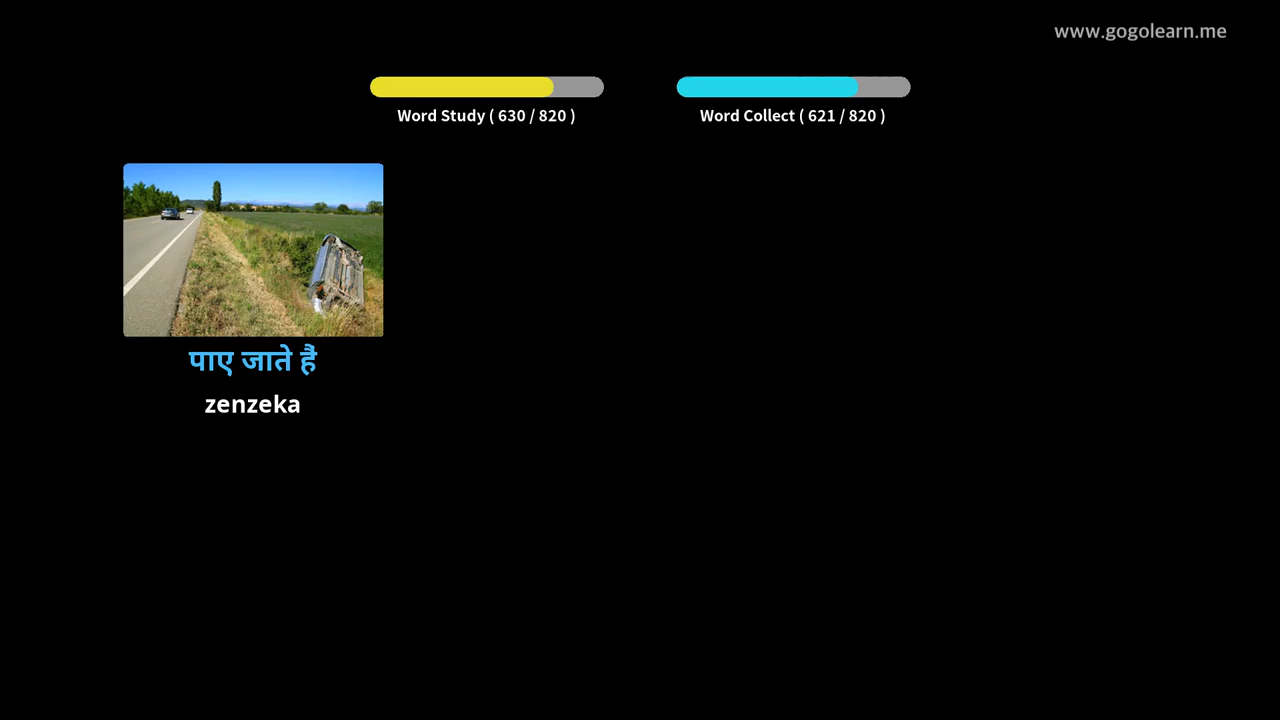 www.gogolearn.me
Word Study ( 630 / 820 )
Word Collect ( 621 / 820 )
पाए जाते हैं
zenzeka